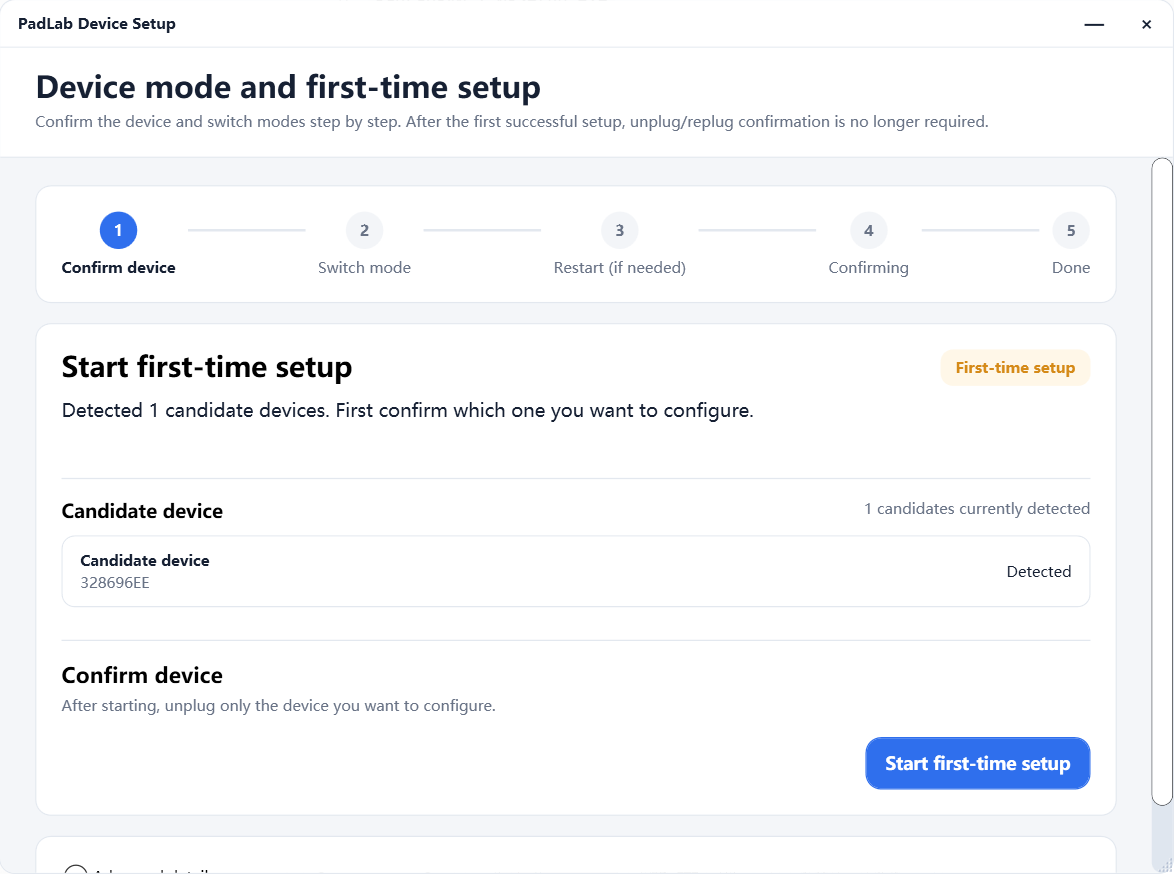 PadLab Device Setup
Device mode and first-time setup
Confirm the device and switch modes step by step. After the first successful setup, unplug/replug confirmation is no longer required.
1
2
3
4
5
Confirm device
Switch mode
Restart (if needed)
Confirming
Done
Start first-time setup
First-time setup
Detected 1 candidate devices. First confirm which one you want to configure.
Candidate device
1 candidates currently detected
Candidate device
328696EE
Detected
Confirm device
After starting, unplug only the device you want to configure.
Start first-time setup